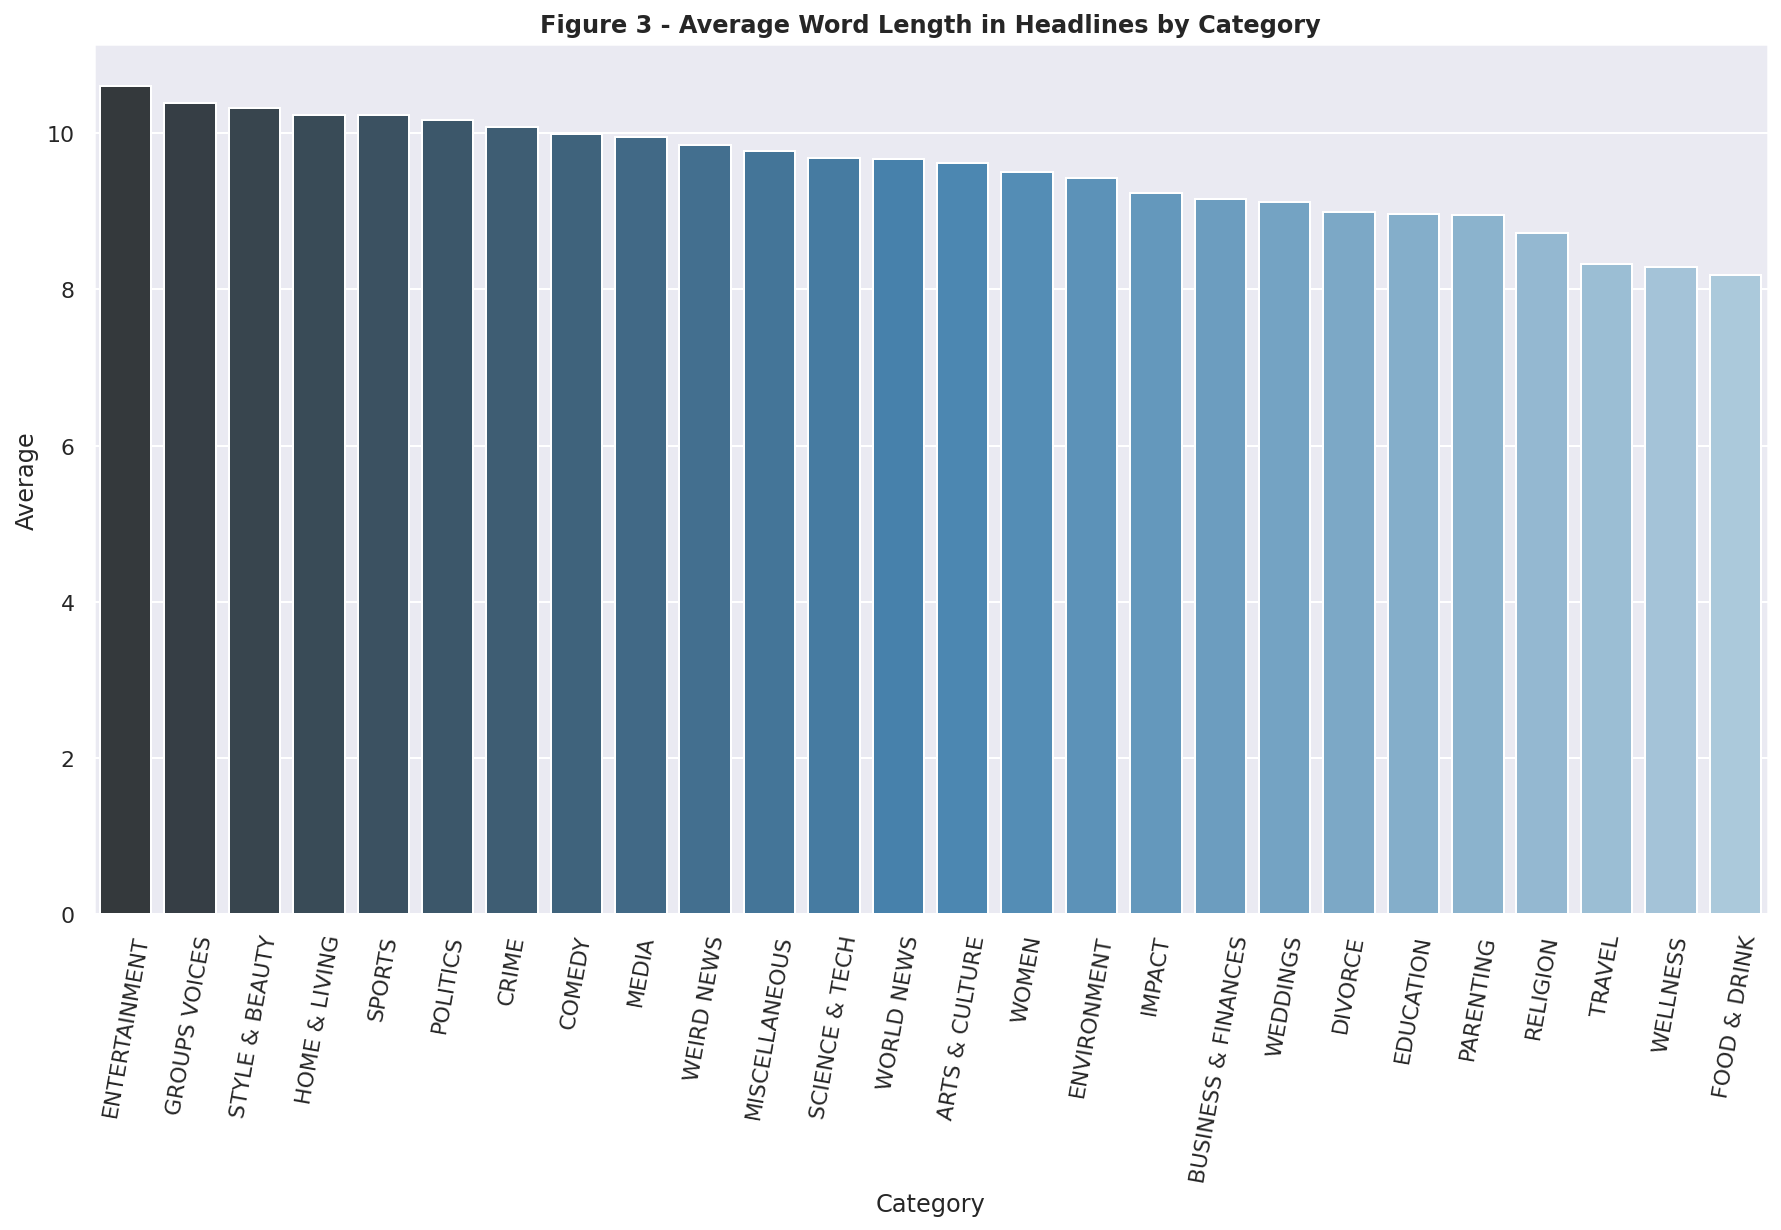 Figure 3 - Average Word Length in Headlines by Category
Average
10
8
6
4
2
0
ENTERTAINMENT
GROUPS VOICES
STYLE & BEAUTY
HOME & LIVING
SPORTS
POLITICS
CRIME
COMEDY
MEDIA
WEIRD NEWS
MISCELLANEOUS
SCIENCE & TECH
WORLD NEWS
ARTS & CULTURE
WOMEN
ENVIRONMENT
IMPACT
BUSINESS & FINANCES
WEDDINGS
DIVORCE
EDUCATION
PARENTING
RELIGION
TRAVEL
WELLNESS
FOOD & DRINK
Category